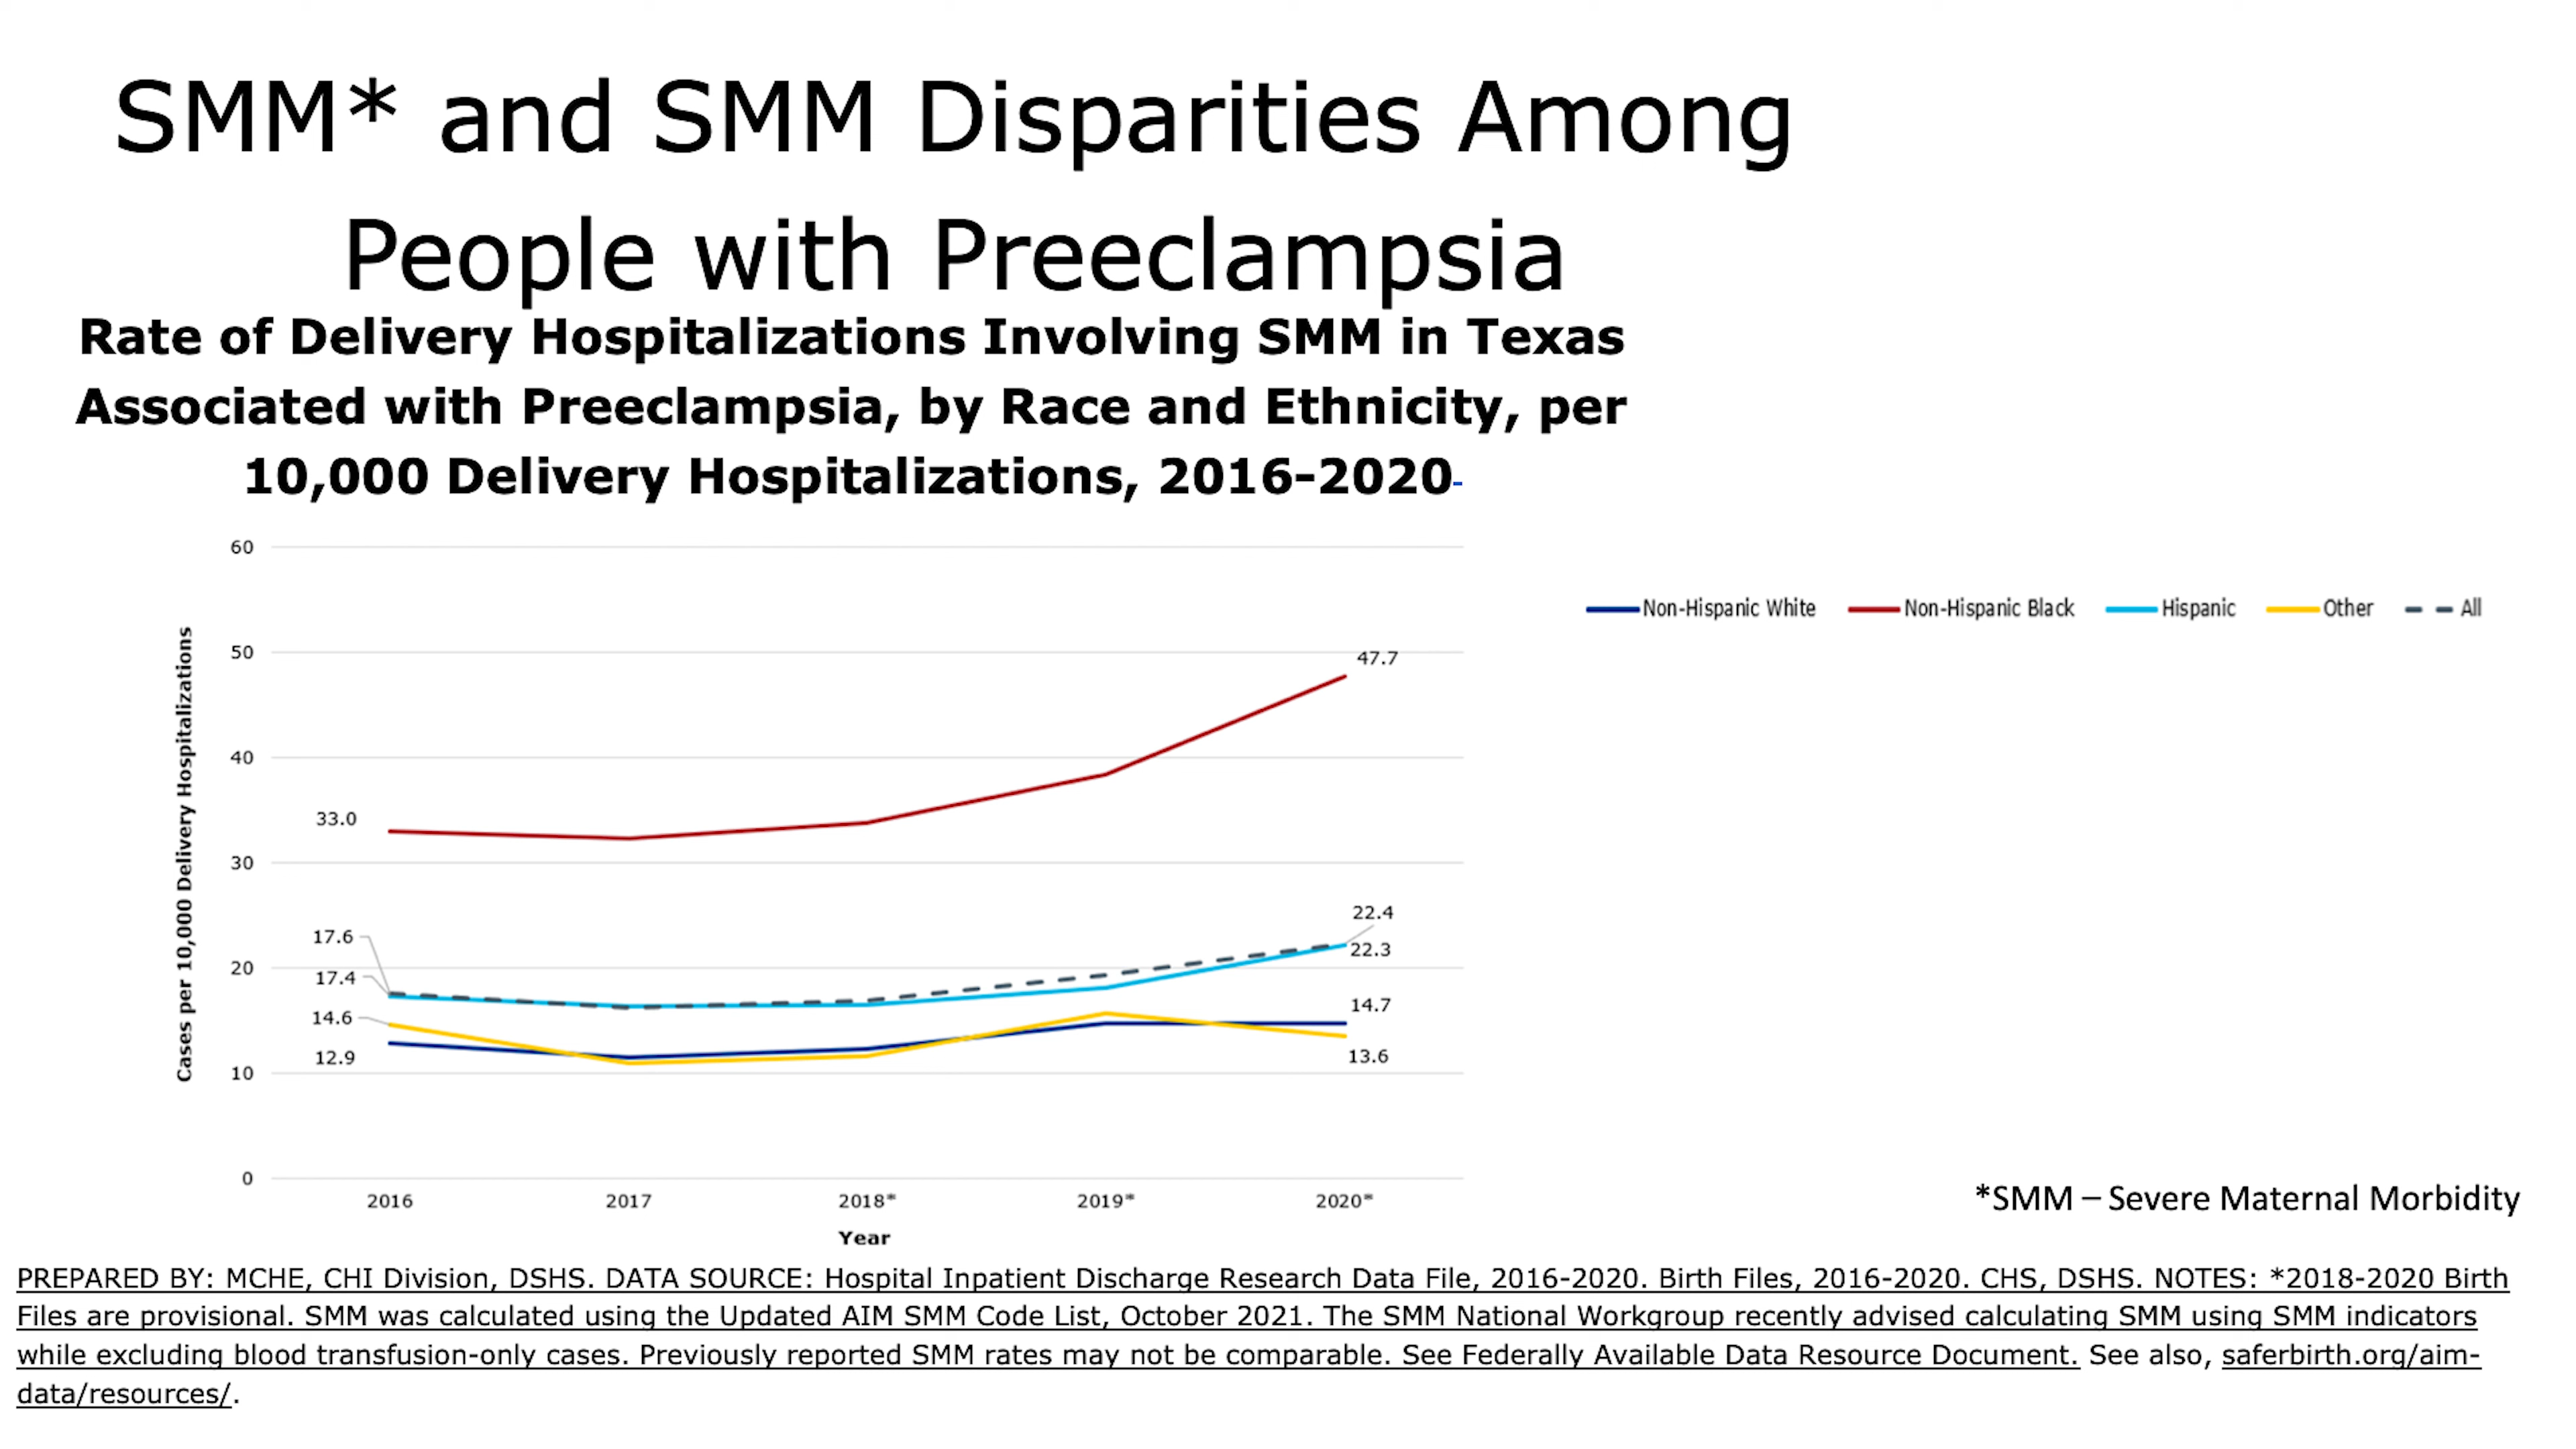 SMM* and SMM Disparities Among
People with Preeclampsia
Rate of Delivery Hospitalizations Involving SMM in Texas
Associated with Preeclampsia, by Race and Ethnicity, per
10,000 Delivery Hospitalizations, 2016-2020
Non-Hispanic White Non-Hispanic Black Hispanic Other All
Cases per 10,000 Delivery Hospitalizations
60
50
40
30
20
10
0
33.0
17.6
17.4
14.6
12.9
47.7
22.4
22.3
14.7
13.6
2016 2017 2018* 2019* 2020*
Year
*SMM – Severe Maternal Morbidity
PREPARED BY: MCHE, CHI Division, DSHS. DATA SOURCE: Hospital Inpatient Discharge Research Data File, 2016-2020. Birth Files, 2016-2020. CHS, DSHS. NOTES: *2018-2020 Birth
Files are provisional. SMM was calculated using the Updated AIM SMM Code List, October 2021. The SMM National Workgroup recently advised calculating SMM using SMM indicators
while excluding blood transfusion-only cases. Previously reported SMM rates may not be comparable. See Federally Available Data Resource Document. See also, saferbirth.org/aim-
data/resources/.